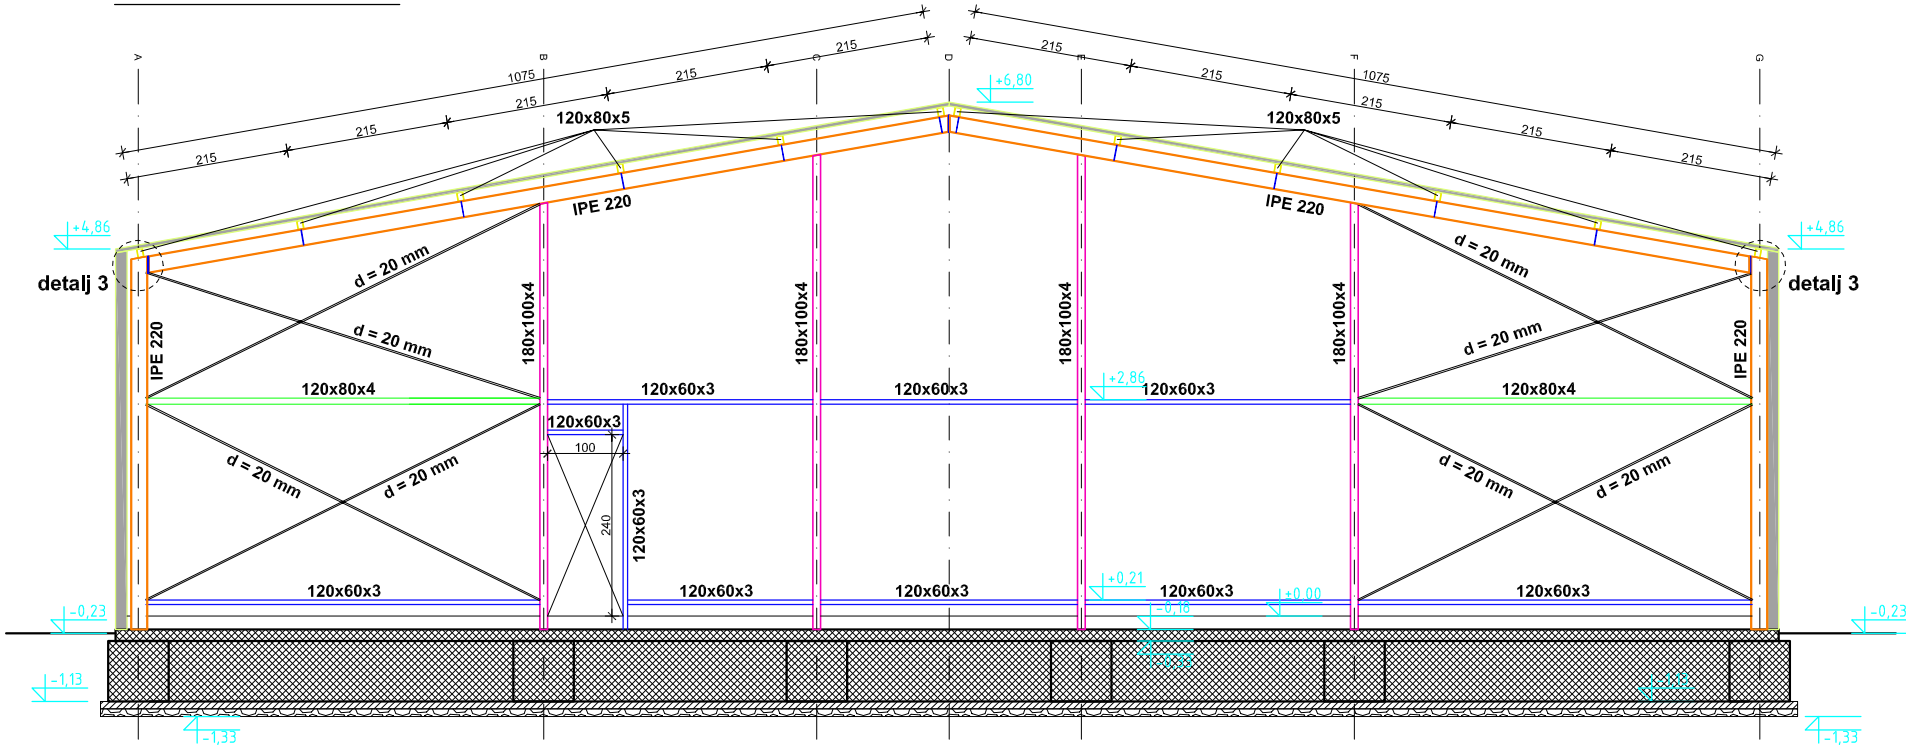 A
B
C
D
E
F
G
215
215
215
215
215
1075
215
215
215
215
215
1075
+6,80
120x80x5
120x80x5
IPE 220
IPE 220
+4,86
+4,86
detalj 3
detalj 3
d = 20 mm
d = 20 mm
d = 20 mm
d = 20 mm
IPE 220
180x100x4
180x100x4
180x100x4
180x100x4
IPE 220
120x80x4
120x60x3
120x60x3
+2,86
120x60x3
120x80x4
120x60x3
100
240
120x60x3
d = 20 mm
d = 20 mm
d = 20 mm
d = 20 mm
120x60x3
120x60x3
120x60x3
+0,21
120x60x3
120x60x3
±0,00
-0,18
-0,23
-0,23
-1,13
-1,33
-1,33